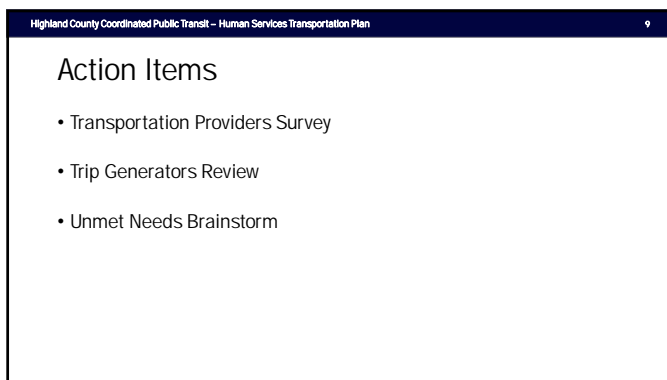 Highland County Coordinated Public Transit – Human Services Transportation Plan 9
Action Items
• Transportation Providers Survey
• Trip Generators Review
• Unmet Needs Brainstorm